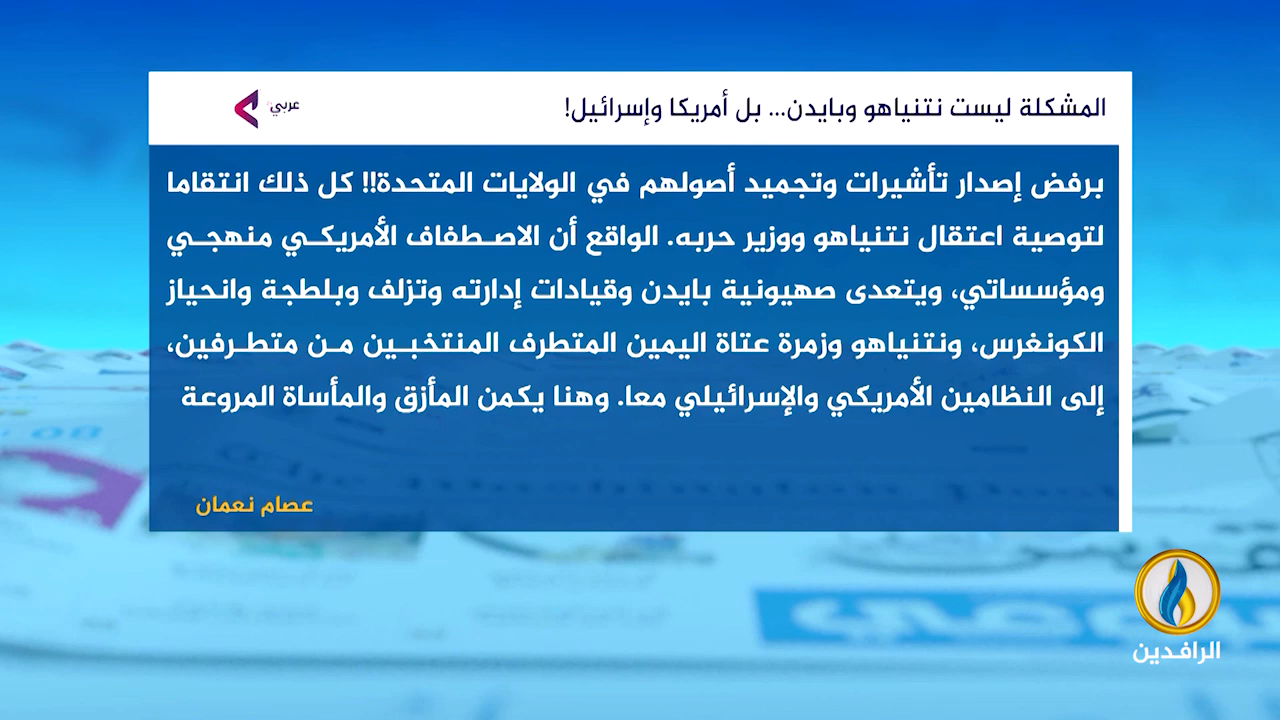 المشكلة ليست نتنياهو وبايدن... بل أمريكا وإسرائيل!
عربي
برفض إصدار تأشيرات وتجميد أصولهم في الولايات المتحدة!! كل ذلك انتقاما
لتوصية اعتقال نتنياهو ووزير حربه. الواقع أن الاصطفاف الأمريكي منهجي
ومؤسساتي، ويتعدى صهيونية بايدن وقيادات إدارته وتزلف وبلطجة وانحياز
الكونغرس، ونتنياهو وزمرة عتاة اليمين المتطرف المنتخبين من متطرفين،
إلى النظامين الأمريكي والإسرائيلي معا. وهنا يكمن المأزق والمأساة المروعة
عصام نعمان
الرافدين